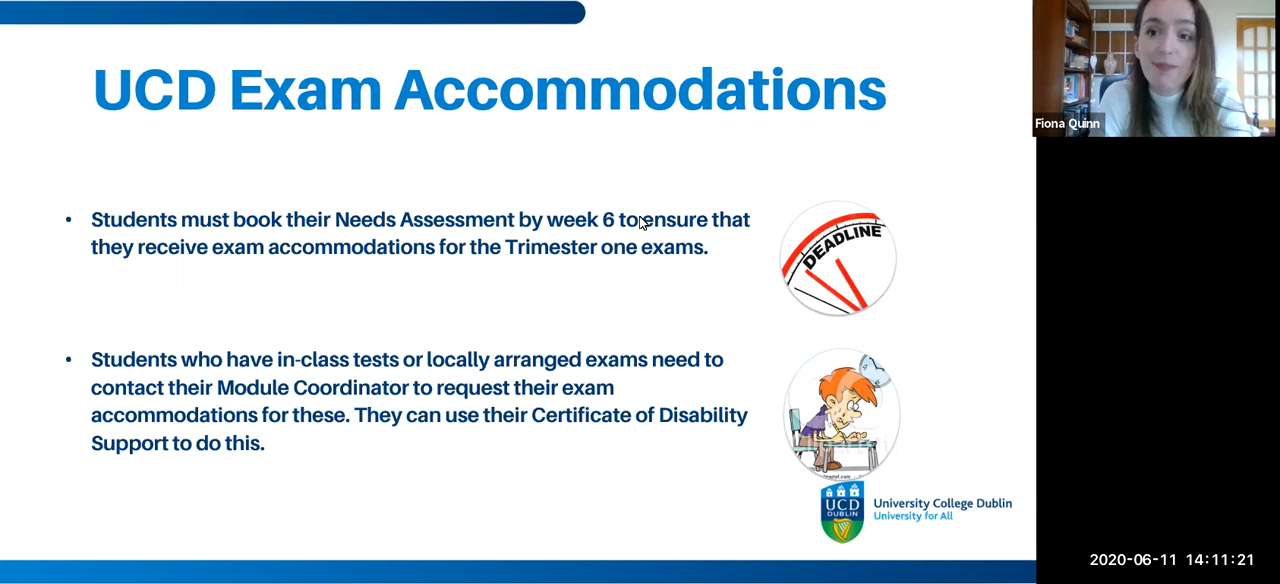 UCD Exam Accommodations
Fiona Quinn
• Students must book their Needs Assessment by week 6 to ensure that
they receive exam accommodations for the Trimester one exams.
DEADLINE
• Students who have in-class tests or locally arranged exams need to
contact their Module Coordinator to request their exam
accommodations for these. They can use their Certificate of Disability
Support to do this.
UCD
DUBLIN
University College Dublin
University for All
2020-06-11 14:11:21